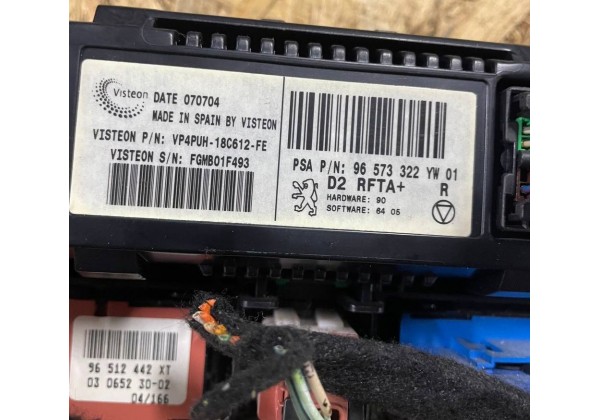 Visteon
DATE 070704
MADE IN SPAIN BY VISTEON
VISTEON P/N: VP4PUH-18C612-FE
VISTEON S/N: FGMB01F493
PSA P/N: 96 573 322 YW 01
D2 RFTA+ R
HARDWARE: 90
SOFTWARE: 64 05
96 512 442 XT
03 0652 30-02
04/166